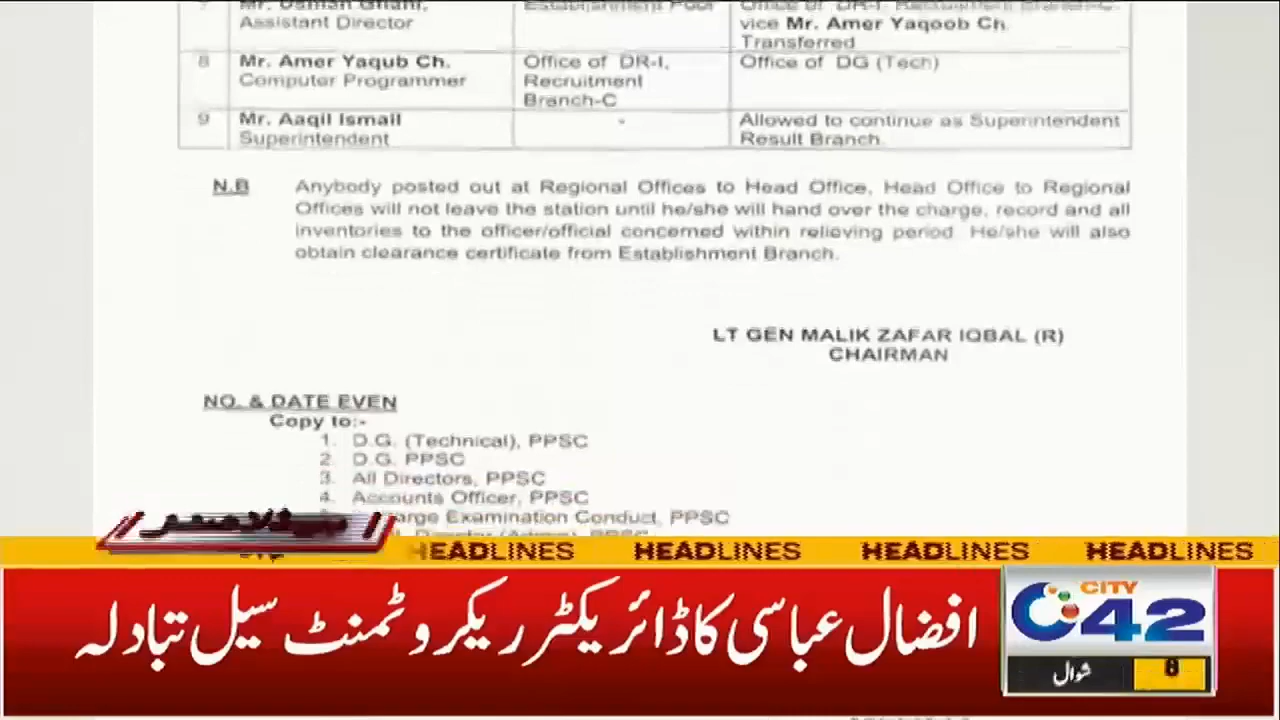 7 Mr. Usman Ghani, Establishment Pool Office of DR-I, Recruitment Branch-C
Assistant Director vice Mr. Amer Yaqoob Ch.
Transferred
8 Mr. Amer Yaqub Ch. Office of DR-I, Office of DG (Tech)
Computer Programmer Recruitment
Branch-C
9 Mr. Aaqil Ismail - Allowed to continue as Superintendent
Superintendent Result Branch.
N.B Anybody posted out at Regional Offices to Head Office, Head Office to Regional
Offices will not leave the station until he/she will hand over the charge, record and all
inventories to the officer/official concerned within relieving period. He/she will also
obtain clearance certificate from Establishment Branch.
LT GEN MALIK ZAFAR IQBAL (R)
CHAIRMAN
NO. & DATE EVEN
Copy to:-
1. D.G. (Technical), PPSC
2. D.G. PPSC
3. All Directors, PPSC
4. Accounts Officer, PPSC
Examination Conduct, PPSC
HEADLINES HEADLINES HEADLINES HEADLINES
افضال عباسی کا ڈائریکٹر ریکروٹمنٹ سیل تبادلہ
CITY
42
شوال